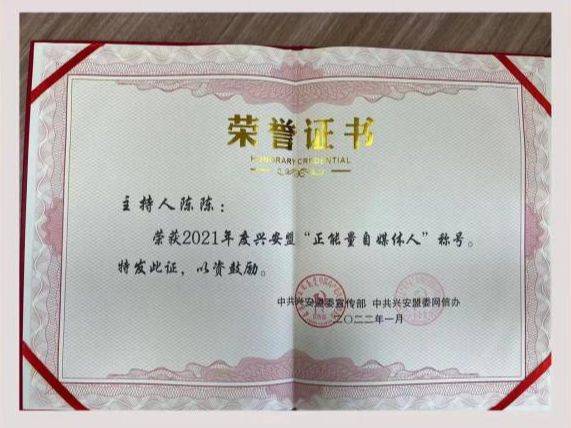 荣誉证书
HONORARY CREDENTIAL
主持人陈陈：
荣获2021年度兴安盟“正能量自媒体人”称号。
特发此证，以资鼓励。
中共兴安盟委宣传部 中共兴安盟委网信办
二〇二二年一月